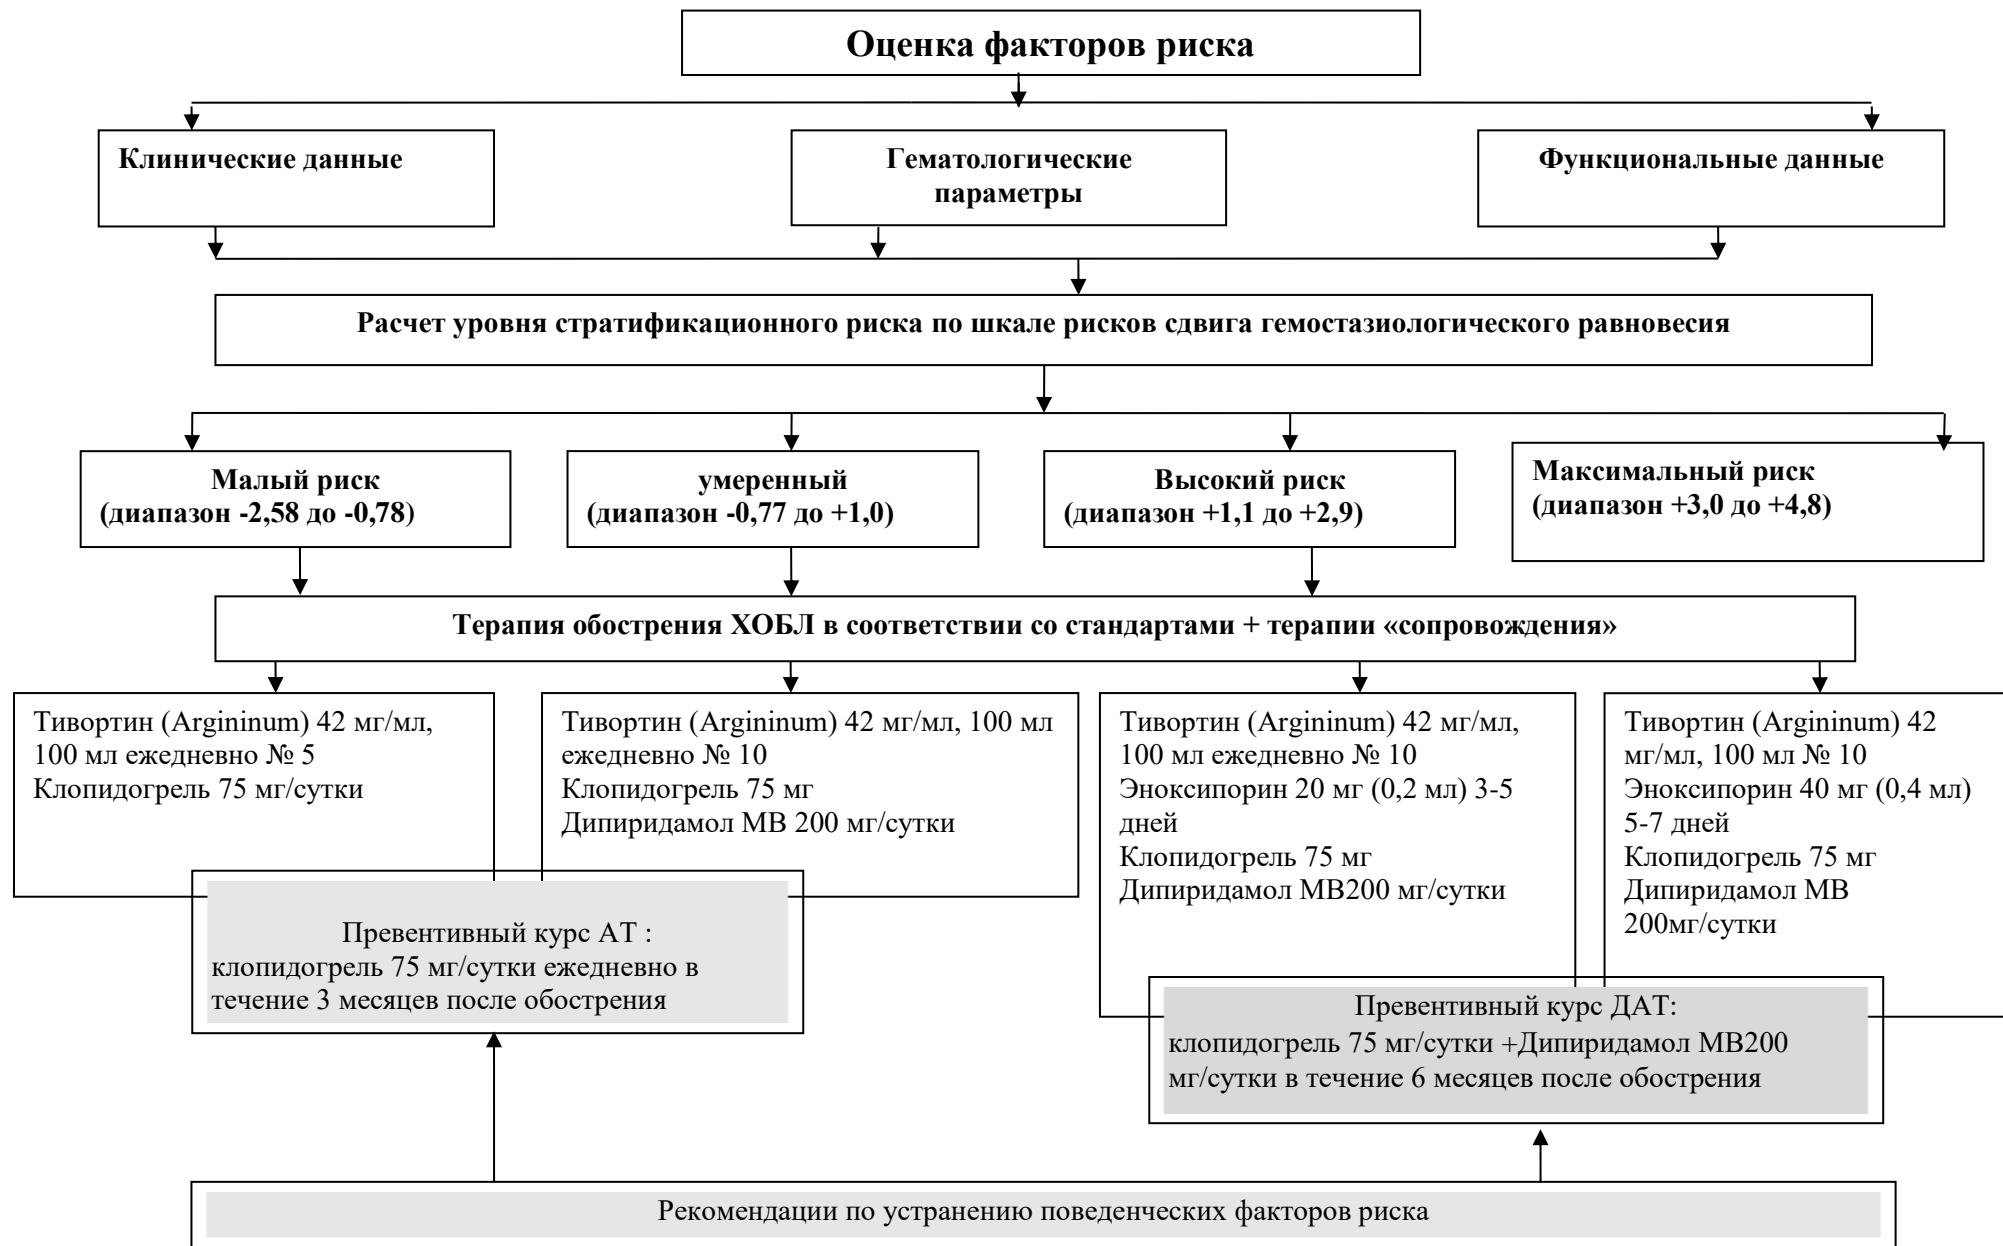 Оценка факторов риска
Клинические данные
Гематологические
параметры
Функциональные данные
Расчет уровня стратификационного риска по шкале рисков сдвига гемостазиологического равновесия
Малый риск
(диапазон -2,58 до -0,78)
умеренный
(диапазон -0,77 до +1,0)
Высокий риск
(диапазон +1,1 до +2,9)
Максимальный риск
(диапазон +3,0 до +4,8)
Терапия обострения ХОБЛ в соответствии со стандартами + терапии «сопровождения»
Тивортин (Argininum) 42 мг/мл,
100 мл ежедневно № 5
Клопидогрель 75 мг/сутки
Тивортин (Argininum) 42 мг/мл, 100 мл
ежедневно № 10
Клопидогрель 75 мг
Дипиридамол МВ 200 мг/сутки
Тивортин (Argininum) 42 мг/мл,
100 мл ежедневно № 10
Эноксипорин 20 мг (0,2 мл) 3-5
дней
Клопидогрель 75 мг
Дипиридамол МВ200 мг/сутки
Тивортин (Argininum) 42
мг/мл, 100 мл № 10
Эноксипорин 40 мг (0,4 мл)
5-7 дней
Клопидогрель 75 мг
Дипиридамол МВ
200мг/сутки
Превентивный курс АТ :
клопидогрель 75 мг/сутки ежедневно в
течение 3 месяцев после обострения
Превентивный курс ДАТ:
клопидогрель 75 мг/сутки +Дипиридамол МВ200
мг/сутки в течение 6 месяцев после обострения
Рекомендации по устранению поведенческих факторов риска